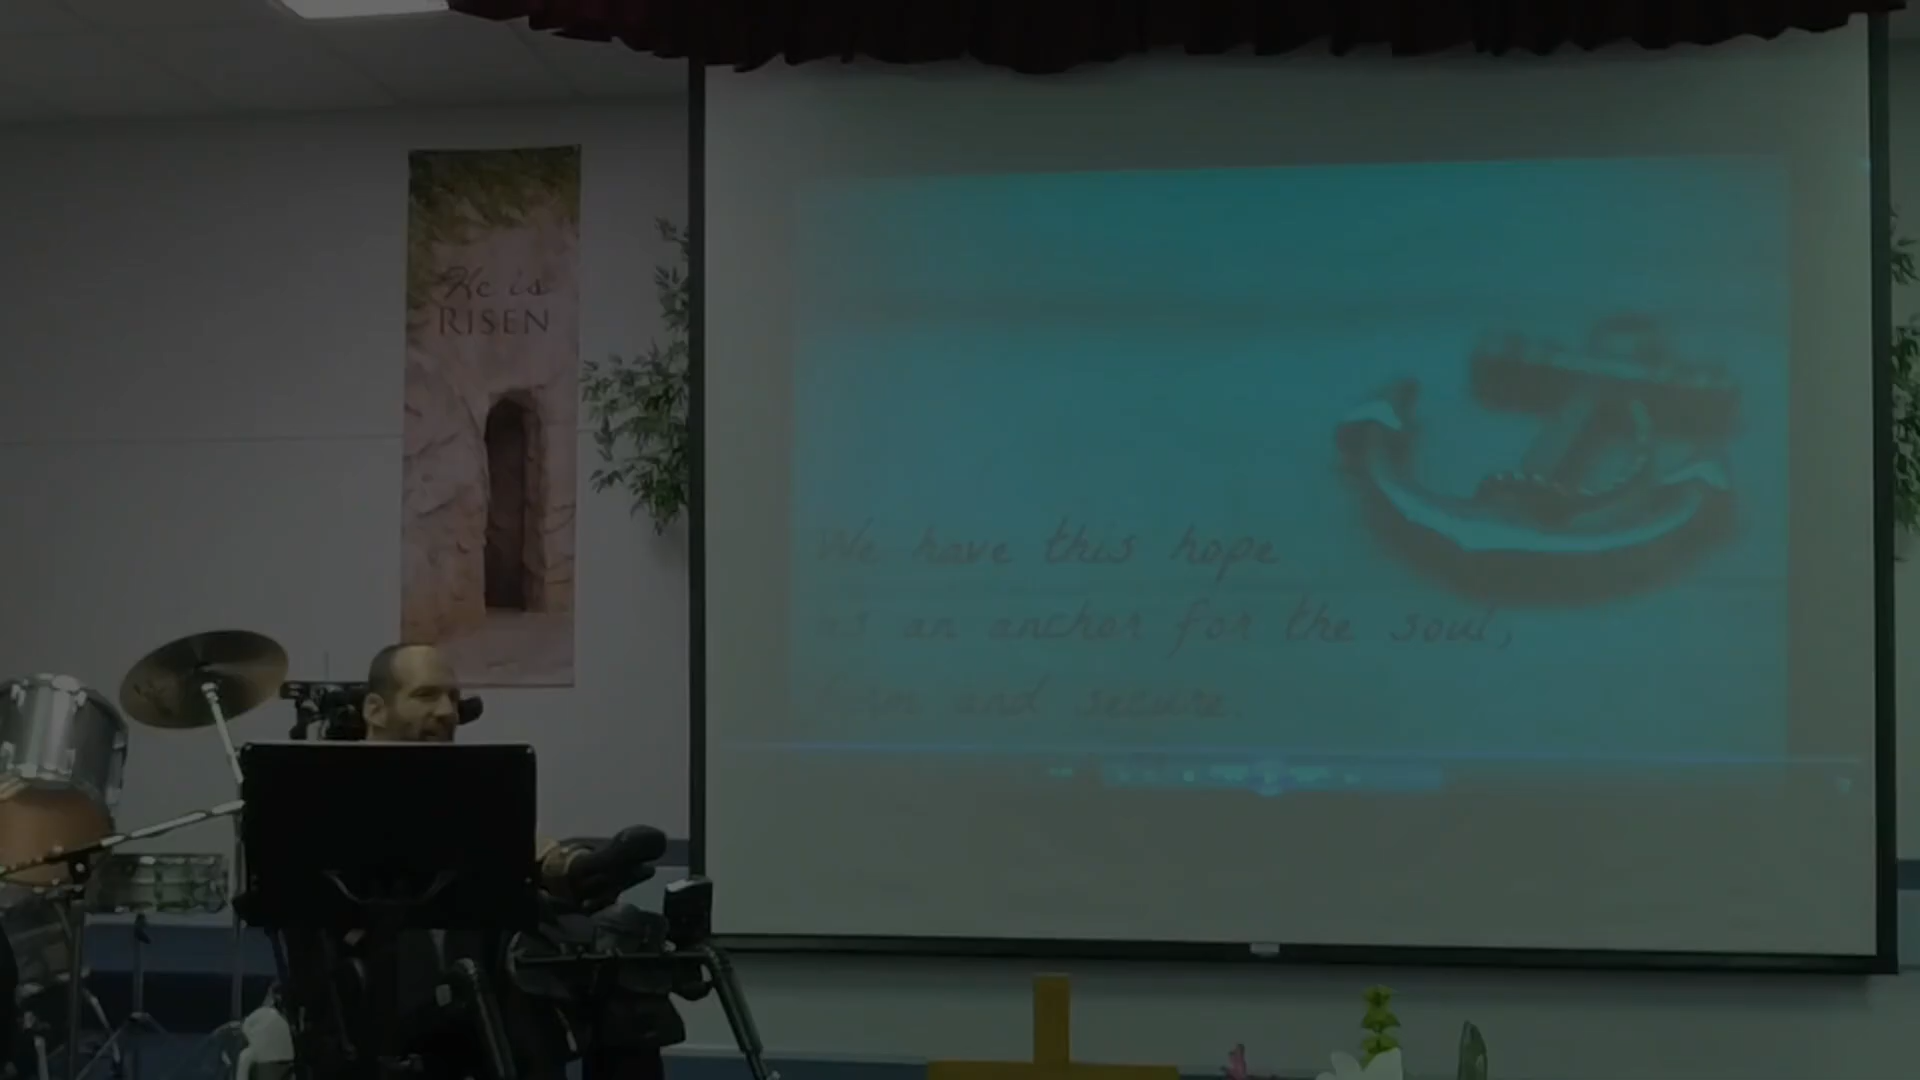 He is
RISEN
We have this hope
as an anchor for the soul,
firm and secure.